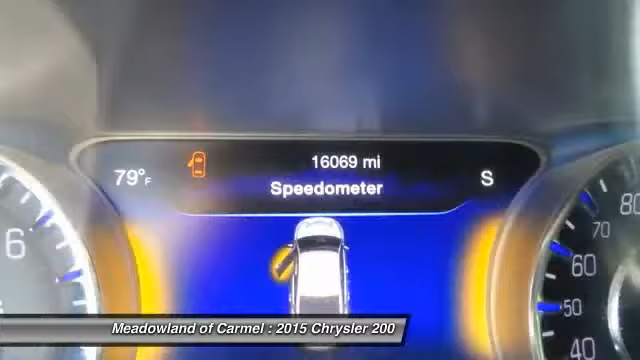 16069 mi
79°F
Speedometer
S
6
80
70
60
50
40
Meadowland of Carmel : 2015 Chrysler 200